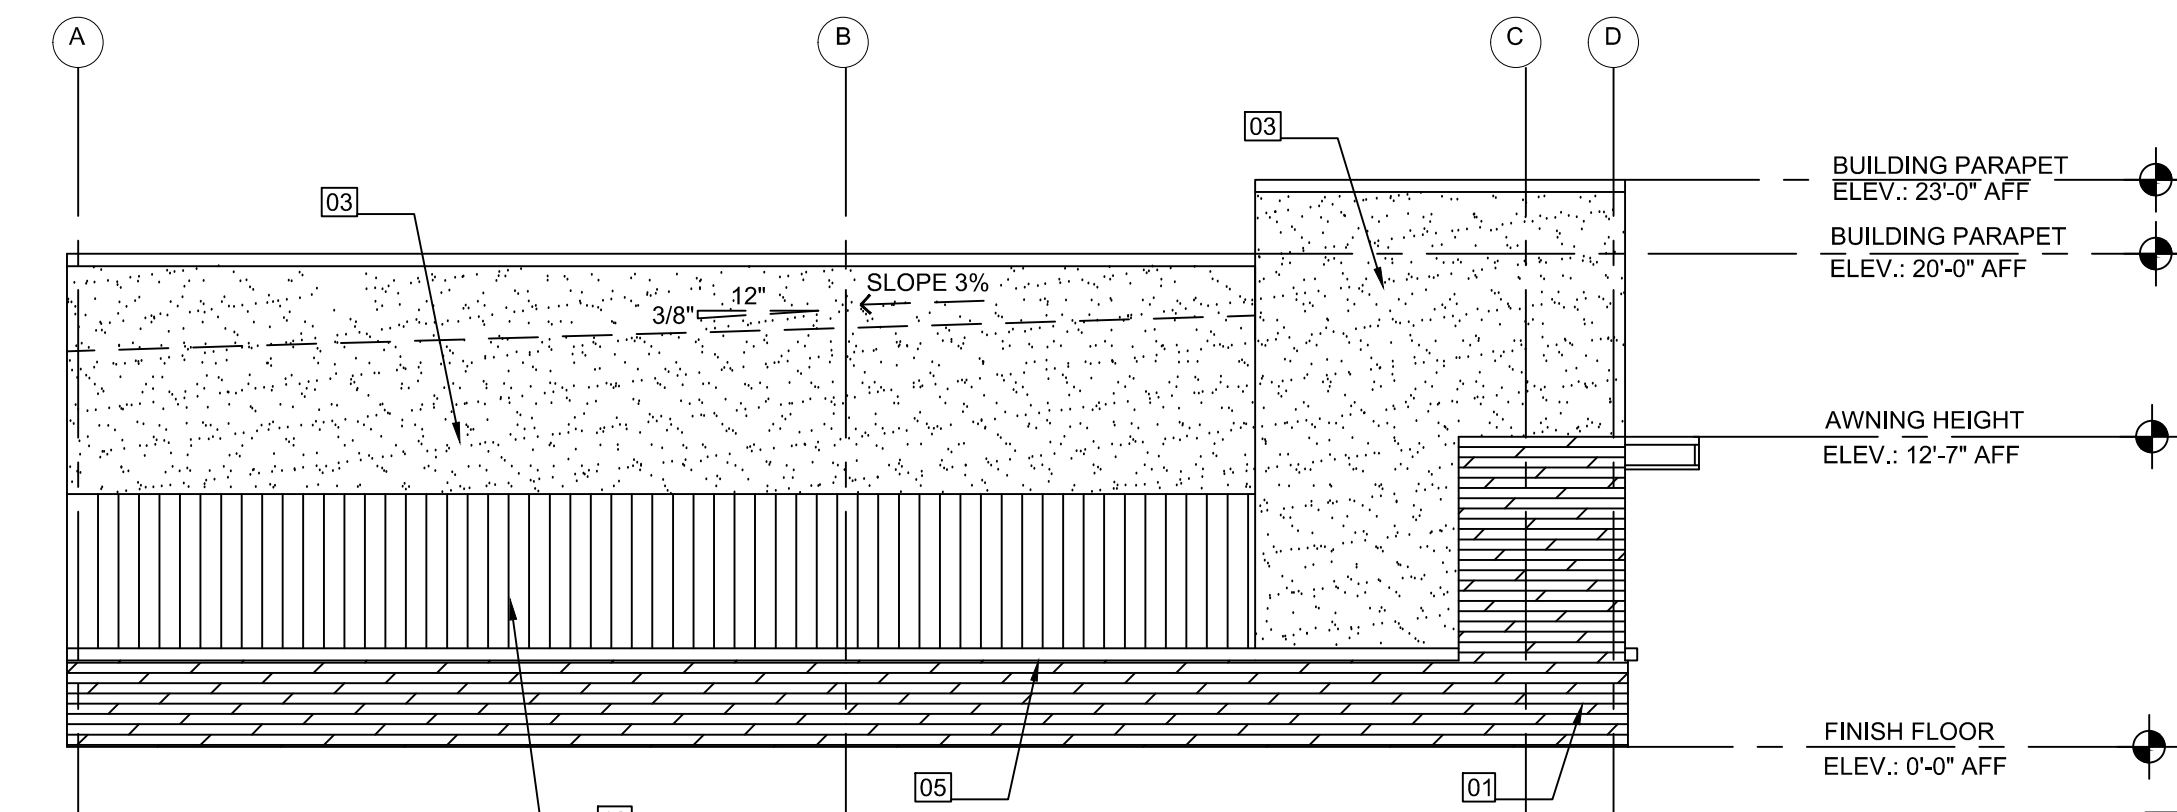 A
B
C
D
03
03
BUILDING PARAPET
ELEV.: 23'-0" AFF
BUILDING PARAPET
ELEV.: 20'-0" AFF
SLOPE 3%
12"
3/8"
AWNING HEIGHT
ELEV.: 12'-7" AFF
FINISH FLOOR
ELEV.: 0'-0" AFF
05
01